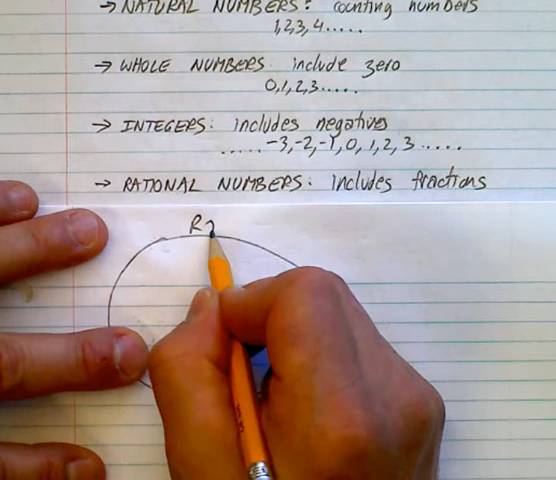 → NATURAL NUMBERS: counting numbers
1,2,3,4.....
→ WHOLE NUMBERS: include zero
0,1,2,3.....
→ INTEGERS: includes negatives
.....-3,-2,-1,0,1,2,3.....
→ RATIONAL NUMBERS: includes fractions